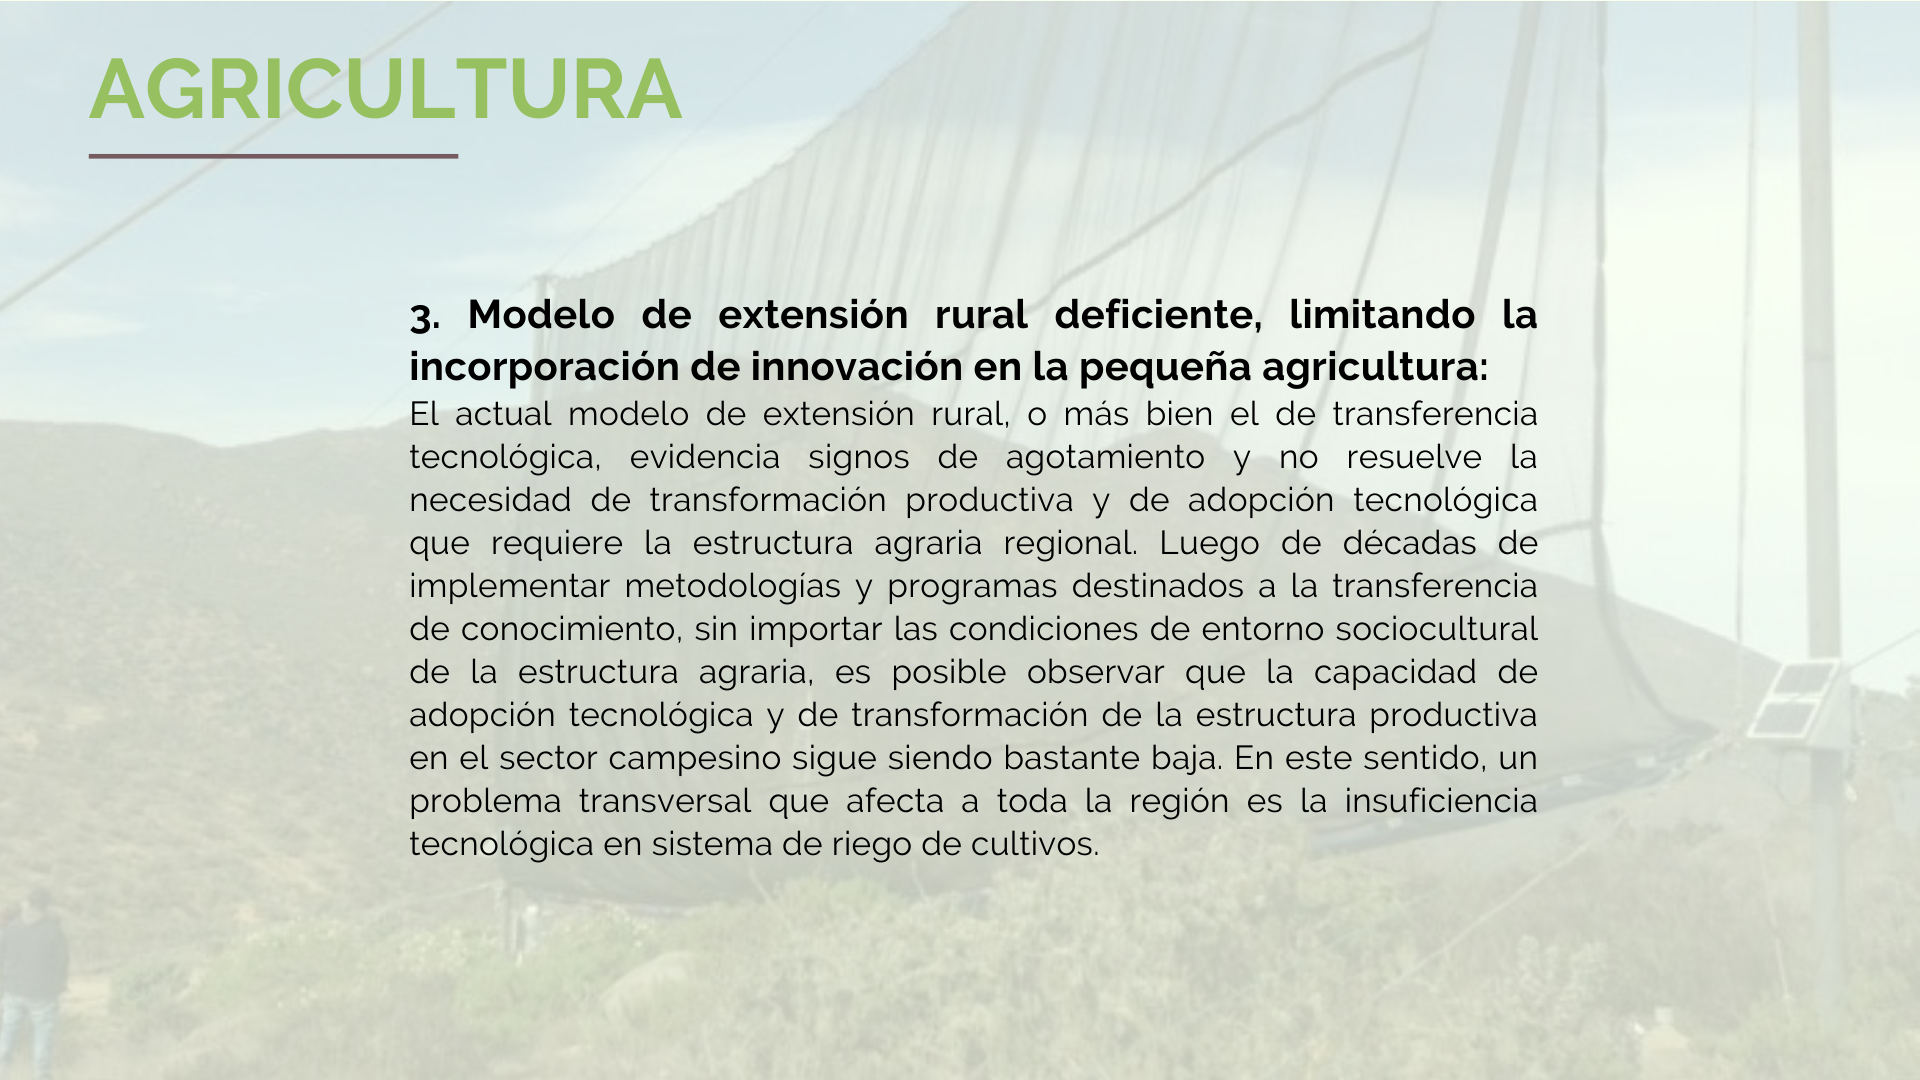 AGRICULTURA
3. Modelo de extensión rural deficiente, limitando la
incorporación de innovación en la pequeña agricultura:
El actual modelo de extensión rural, o más bien el de transferencia
tecnológica, evidencia signos de agotamiento y no resuelve la
necesidad de transformación productiva y de adopción tecnológica
que requiere la estructura agraria regional. Luego de décadas de
implementar metodologías y programas destinados a la transferencia
de conocimiento, sin importar las condiciones de entorno sociocultural
de la estructura agraria, es posible observar que la capacidad de
adopción tecnológica y de transformación de la estructura productiva
en el sector campesino sigue siendo bastante baja. En este sentido, un
problema transversal que afecta a toda la región es la insuficiencia
tecnológica en sistema de riego de cultivos.